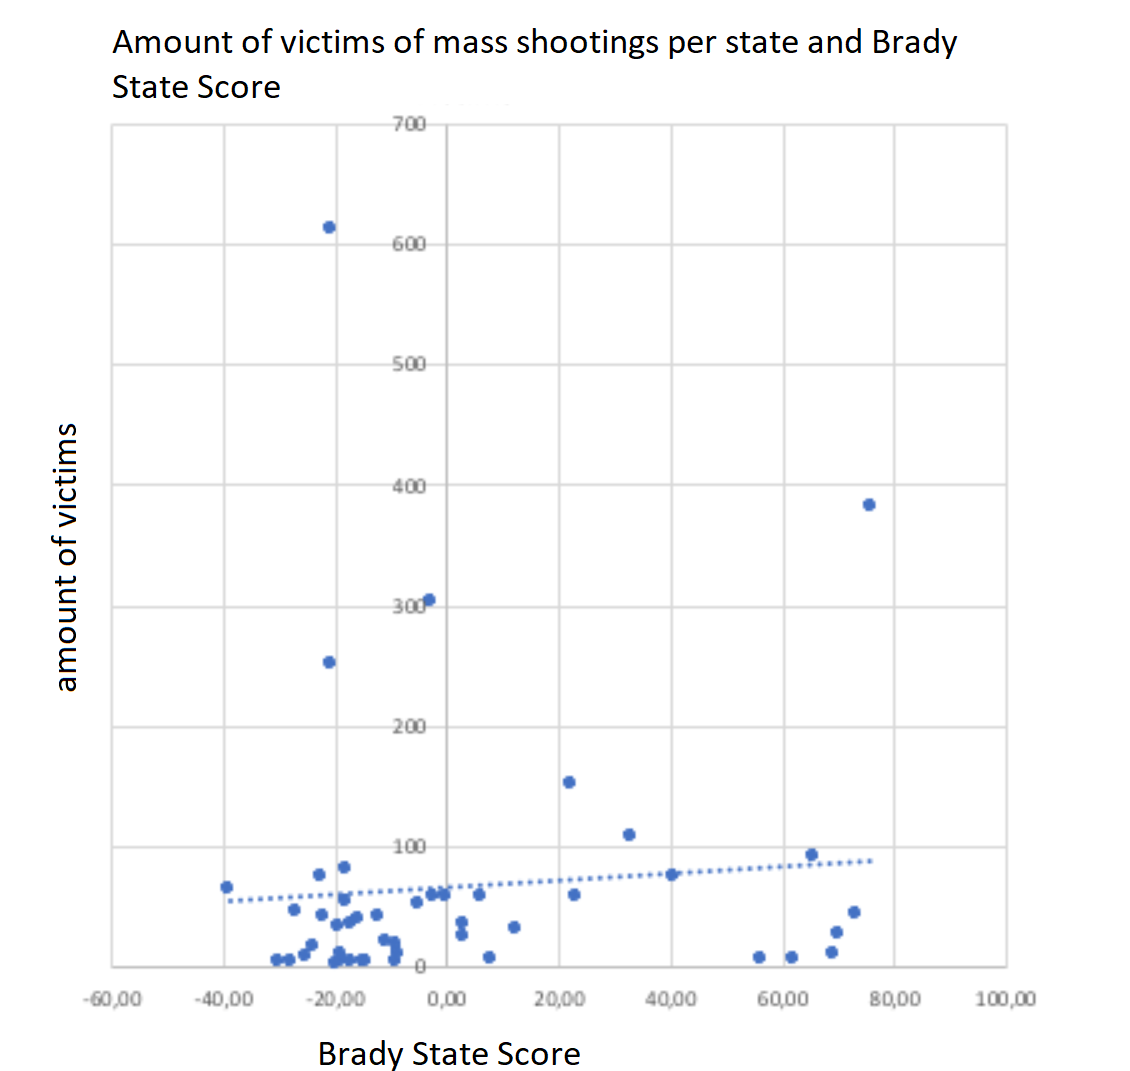 Amount of victims of mass shootings per state and Brady
State Score
700
600
500
400
300
200
100
0
amount of victims
-60,00 -40,00 -20,00 0,00 20,00 40,00 60,00 80,00 100,00
Brady State Score